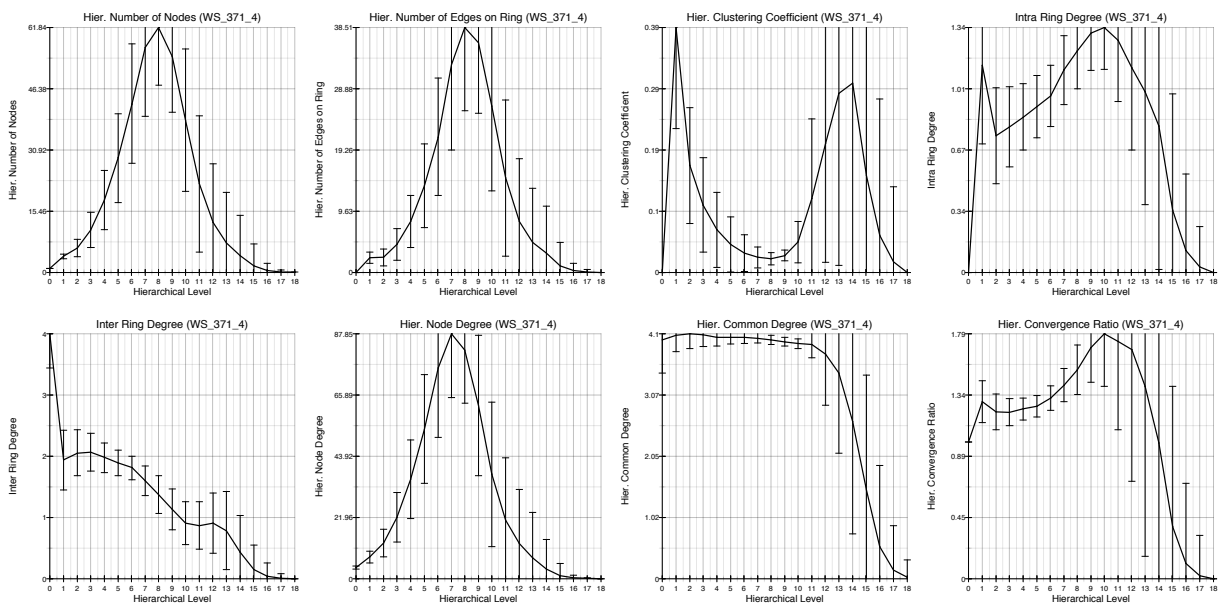 Hier. Number of Nodes (WS_371_4)
61.84
46.38
30.92
15.46
0
Hier. Number of Nodes
0 1 2 3 4 5 6 7 8 9 10 11 12 13 14 15 16 17 18
Hierarchical Level
Hier. Number of Edges on Ring (WS_371_4)
38.51
28.88
19.26
9.63
0
Hier. Number of Edges on Ring
0 1 2 3 4 5 6 7 8 9 10 11 12 13 14 15 16 17 18
Hierarchical Level
Hier. Clustering Coefficient (WS_371_4)
0.39
0.29
0.19
0.1
0
Hier. Clustering Coefficient
0 1 2 3 4 5 6 7 8 9 10 11 12 13 14 15 16 17 18
Hierarchical Level
Intra Ring Degree (WS_371_4)
1.34
1.01
0.67
0.34
0
Intra Ring Degree
0 1 2 3 4 5 6 7 8 9 10 11 12 13 14 15 16 17 18
Hierarchical Level
Inter Ring Degree (WS_371_4)
4
3
2
1
0
Inter Ring Degree
0 1 2 3 4 5 6 7 8 9 10 11 12 13 14 15 16 17 18
Hierarchical Level
Hier. Node Degree (WS_371_4)
87.85
65.89
43.92
21.96
0
Hier. Node Degree
0 1 2 3 4 5 6 7 8 9 10 11 12 13 14 15 16 17 18
Hierarchical Level
Hier. Common Degree (WS_371_4)
4.1
3.07
2.05
1.02
0
Hier. Common Degree
0 1 2 3 4 5 6 7 8 9 10 11 12 13 14 15 16 17 18
Hierarchical Level
Hier. Convergence Ratio (WS_371_4)
1.79
1.34
0.89
0.45
0
Hier. Convergence Ratio
0 1 2 3 4 5 6 7 8 9 10 11 12 13 14 15 16 17 18
Hierarchical Level